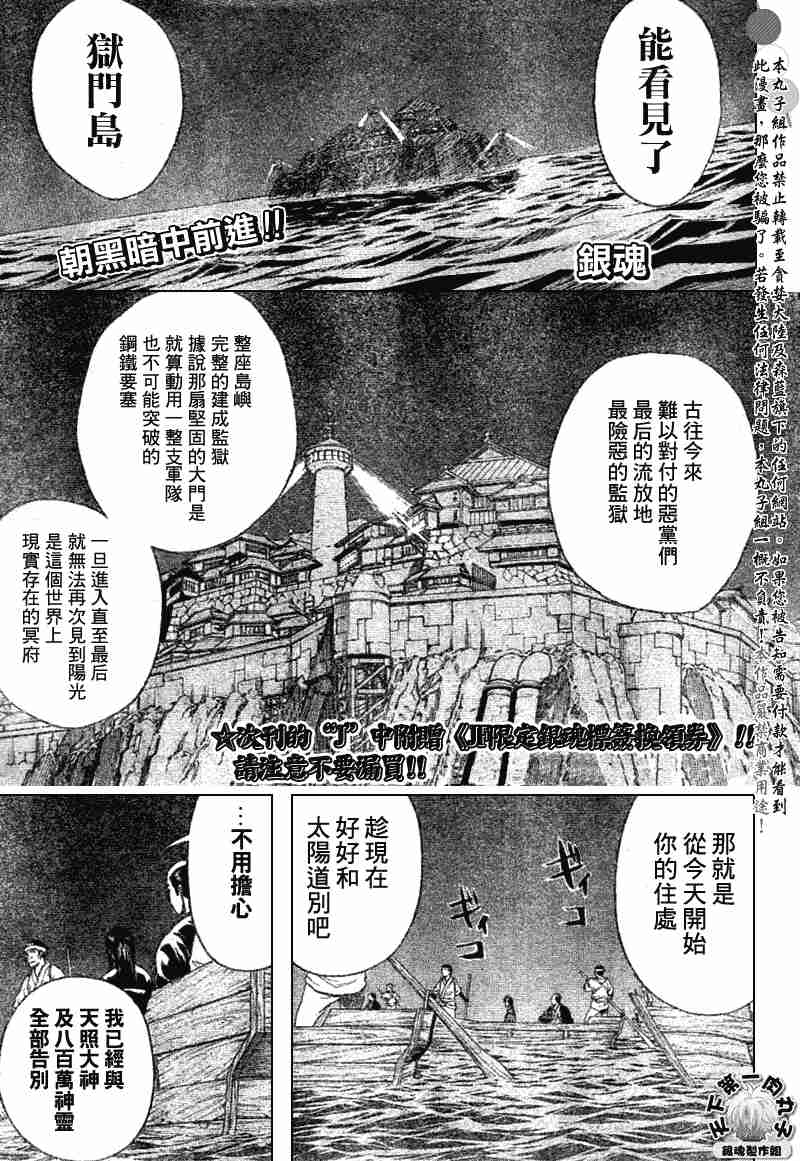 能看見了
獄門島
銀魂
朝黑暗中前進!!
古往今來
難以對付的惡黨們
最后的流放地
最險惡的監獄
整座島嶼
完整的建成監獄
據說那扇堅固的大門是
就算動用一整支軍隊
也不可能突破的
鋼鐵要塞
一旦進入直至最后
就無法再次見到陽光
是這個世界上
現實存在的冥府
★次刊的“J”中附贈《JH限定銀魂標簽換領券》!!
請注意不要漏買!!
那就是
從今天開始
你的住處
趁現在
好好和
太陽道別吧
ギィコ
ギィコ
…不用擔心
我已經與
天照大神
及八百萬神靈
全部告別
本丸子組作品禁止轉載至貪婪大陸及森藍旗下的任何網站。如果您被告知需要付款才能看到
此漫畫,那麼您被騙了。若發生任何法律問題,本丸子組一概不負責!作品嚴禁商業用途!
天下第一肉丸子
銀魂製作組